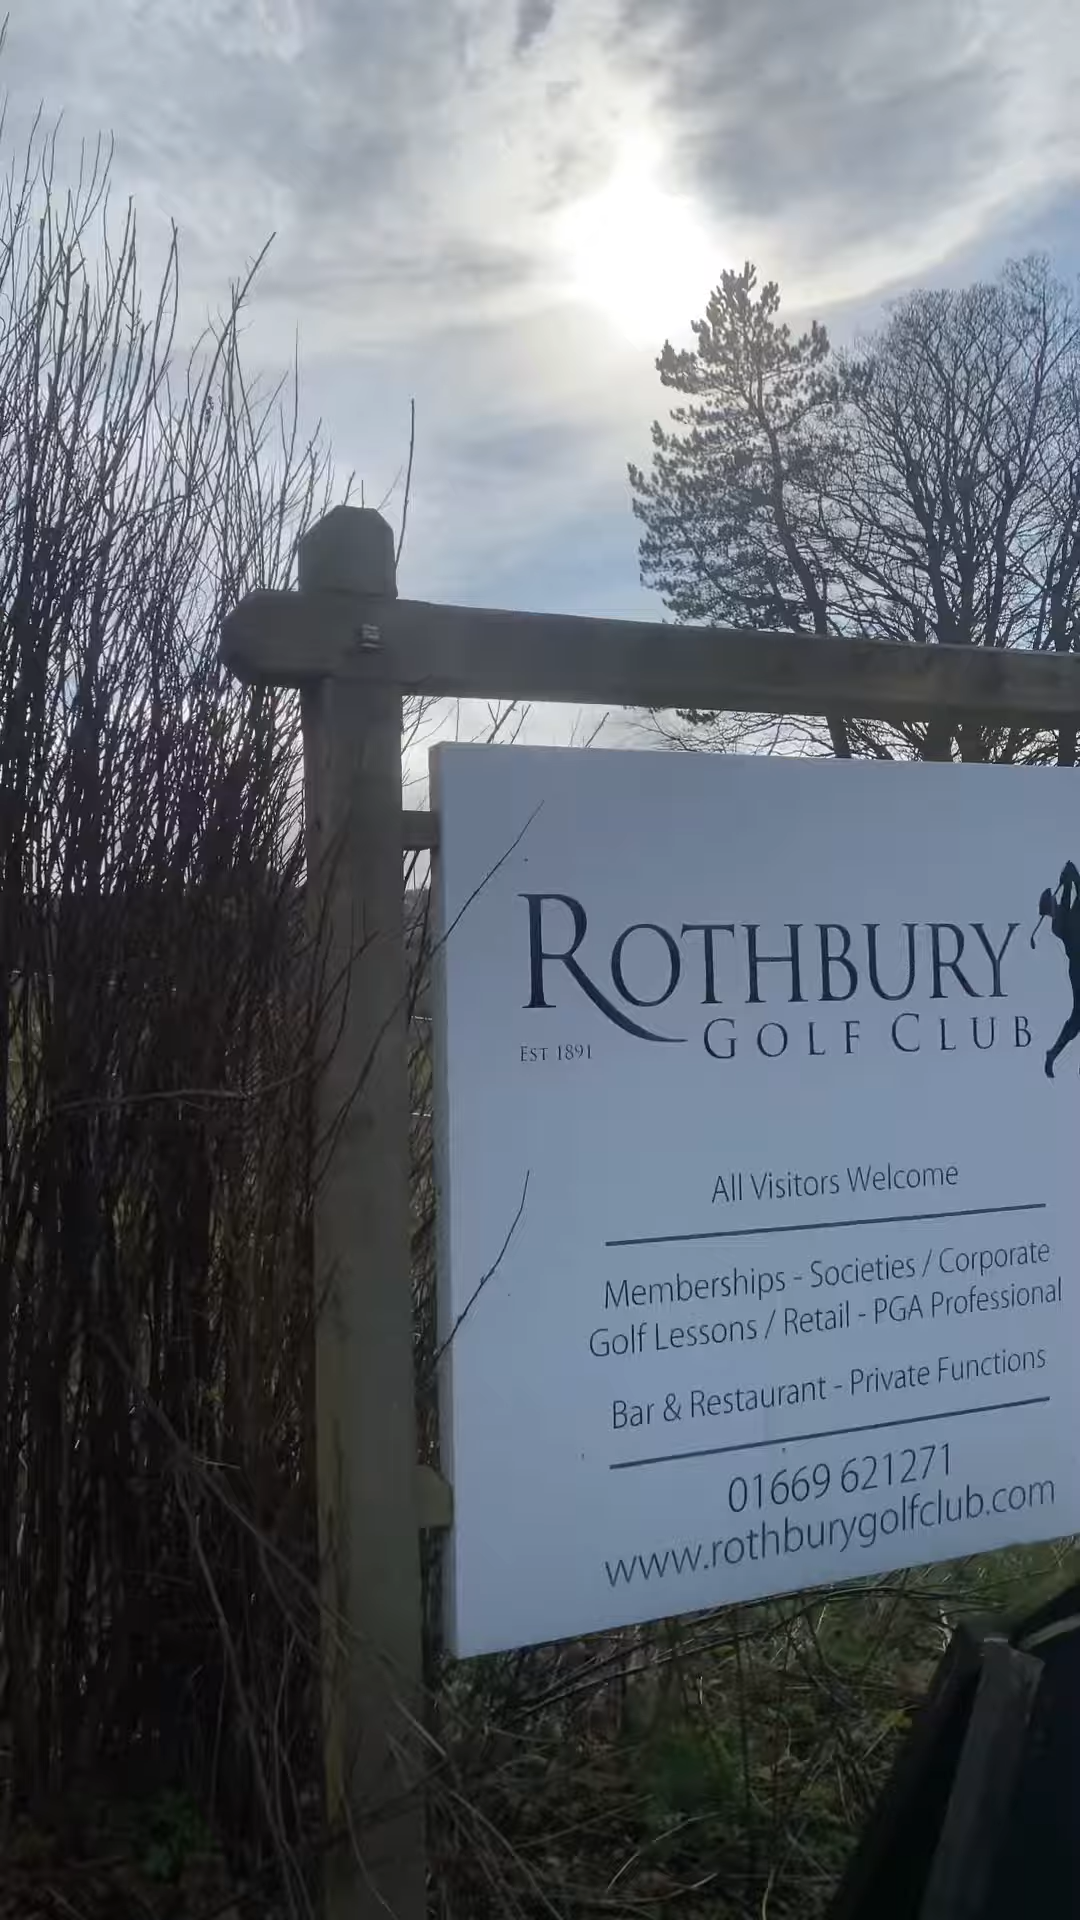 ROTHBURY
GOLF CLUB
EST 1891
All Visitors Welcome
Memberships - Societies / Corporate
Golf Lessons / Retail - PGA Professional
Bar & Restaurant - Private Functions
01669 621271
www.rothburygolfclub.com